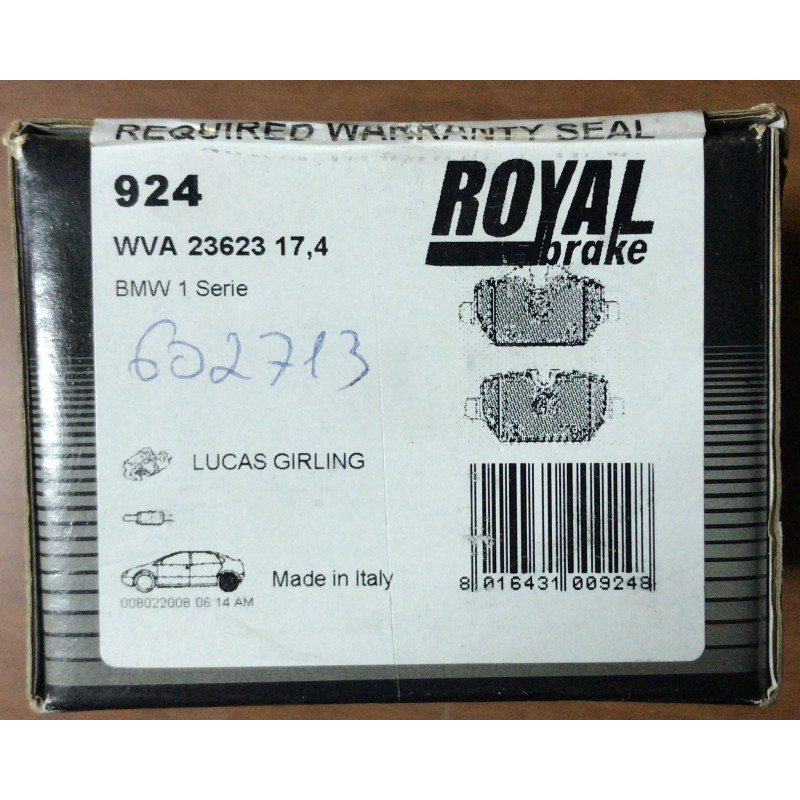 REQUIRED WARRANTY SEAL
924
ROYAL
brake
WVA 23623 17,4
BMW 1 Serie
602713
LUCAS GIRLING
Made in Italy
008022008 06:14 AM
8 016431 009248